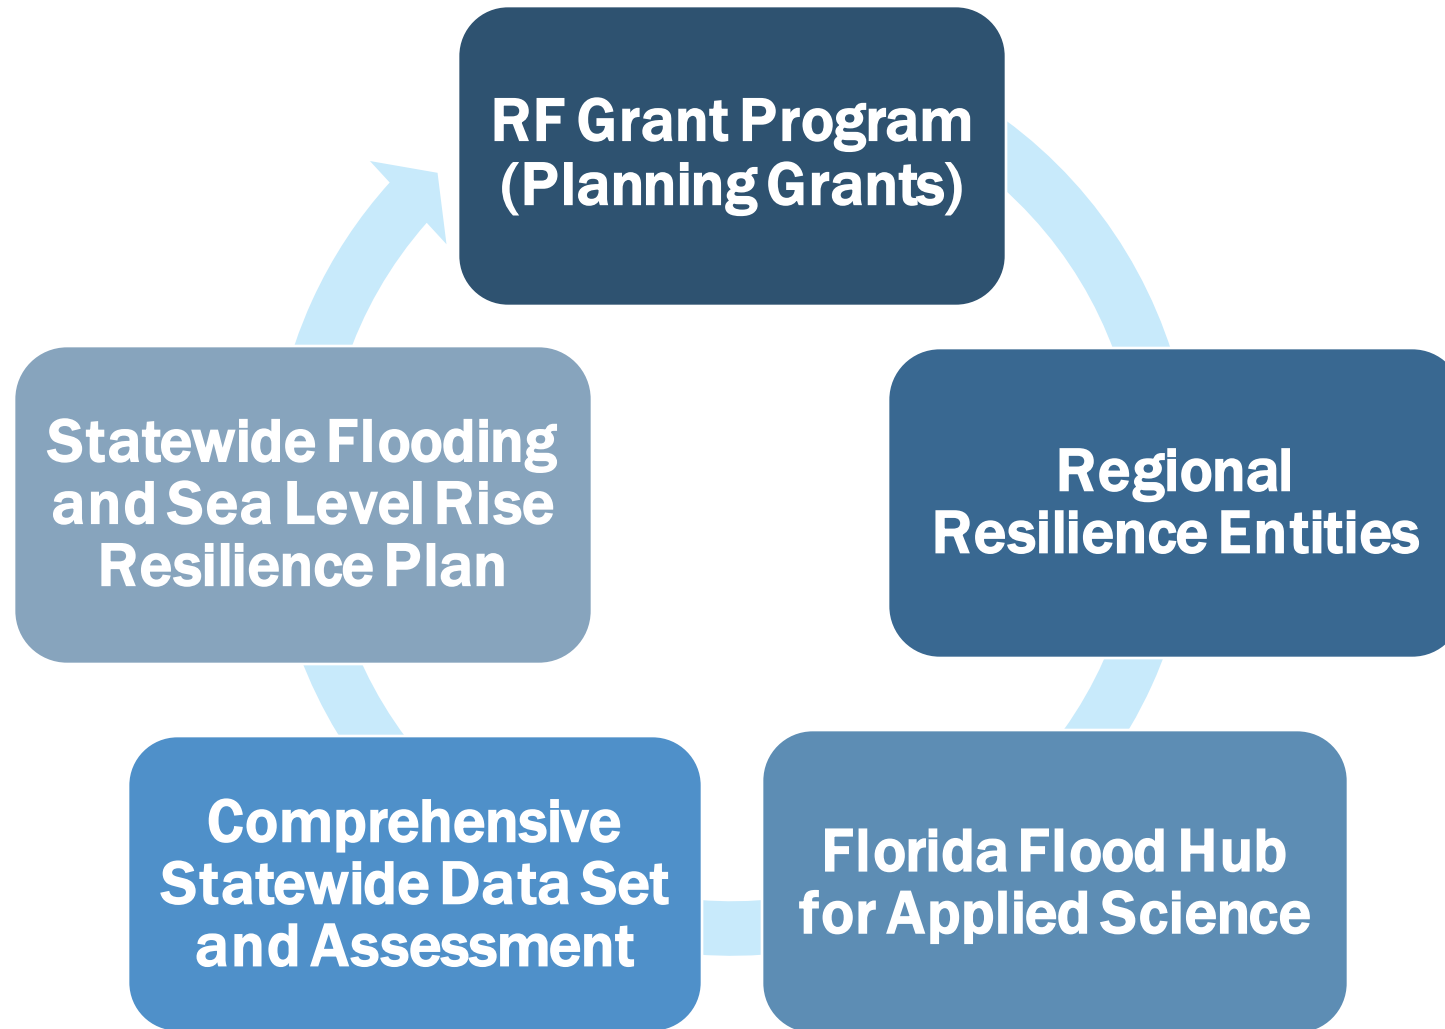 RF Grant Program
(Planning Grants)
Regional
Resilience Entities
Florida Flood Hub
for Applied Science
Comprehensive
Statewide Data Set
and Assessment
Statewide Flooding
and Sea Level Rise
Resilience Plan